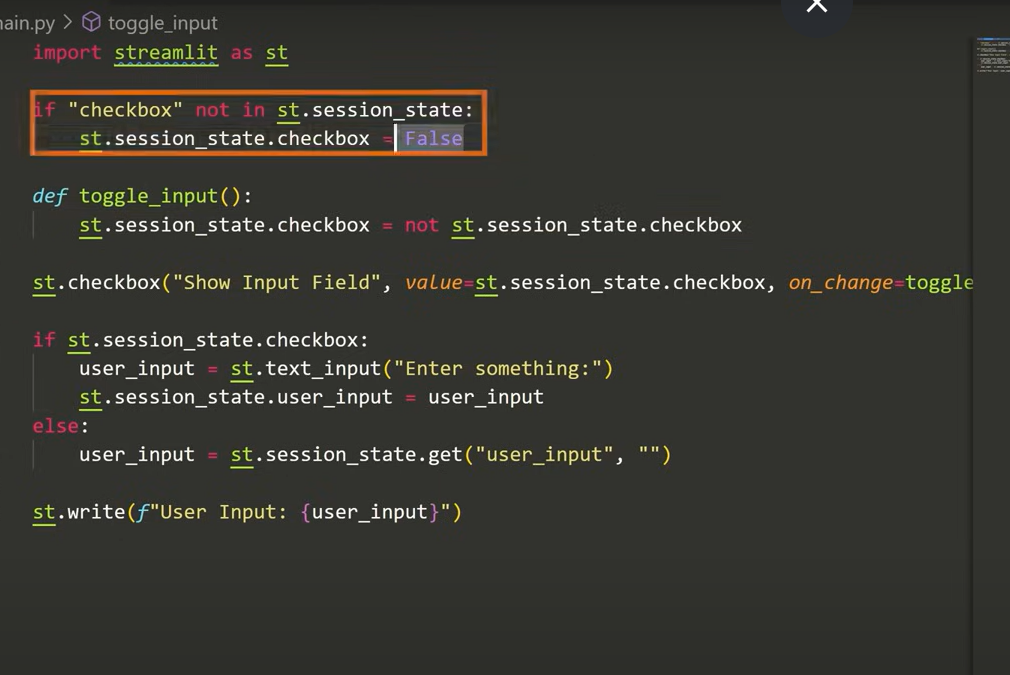 ain.py > toggle_input
import streamlit as st
if "checkbox" not in st.session_state:
    st.session_state.checkbox = False
def toggle_input():
    st.session_state.checkbox = not st.session_state.checkbox
st.checkbox("Show Input Field", value=st.session_state.checkbox, on_change=toggle
if st.session_state.checkbox:
    user_input = st.text_input("Enter something:")
    st.session_state.user_input = user_input
else:
    user_input = st.session_state.get("user_input", "")
st.write(f"User Input: {user_input}")